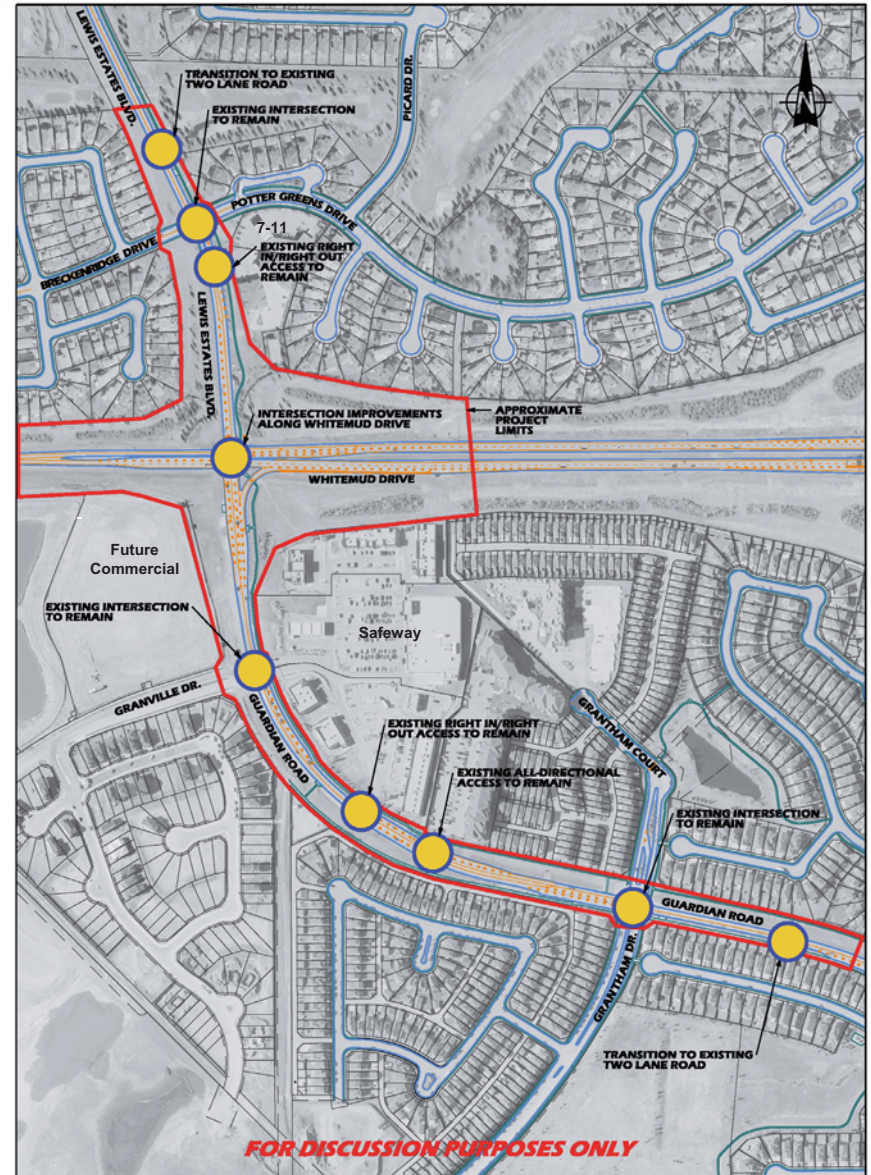 LEWIS ESTATES BLVD.
TRANSITION TO EXISTING
TWO LANE ROAD
PICARD DR.
N
EXISTING INTERSECTION
TO REMAIN
POTTER GREENS DRIVE
7-11
BRECKENRIDGE DRIVE
EXISTING RIGHT
IN/RIGHT OUT
ACCESS TO
REMAIN
LEWIS ESTATES BLVD.
INTERSECTION IMPROVEMENTS
ALONG WHITEMUD DRIVE
APPROXIMATE
PROJECT
LIMITS
WHITEMUD DRIVE
Future
Commercial
EXISTING INTERSECTION
TO REMAIN
Safeway
GRANVILLE DR.
GUARDIAN ROAD
GRANTHAM COURT
EXISTING RIGHT IN/RIGHT
OUT ACCESS TO REMAIN
EXISTING ALL-DIRECTIONAL
ACCESS TO REMAIN
EXISTING INTERSECTION
TO REMAIN
GUARDIAN ROAD
GRANTHAM DR.
TRANSITION TO EXISTING
TWO LANE ROAD
FOR DISCUSSION PURPOSES ONLY